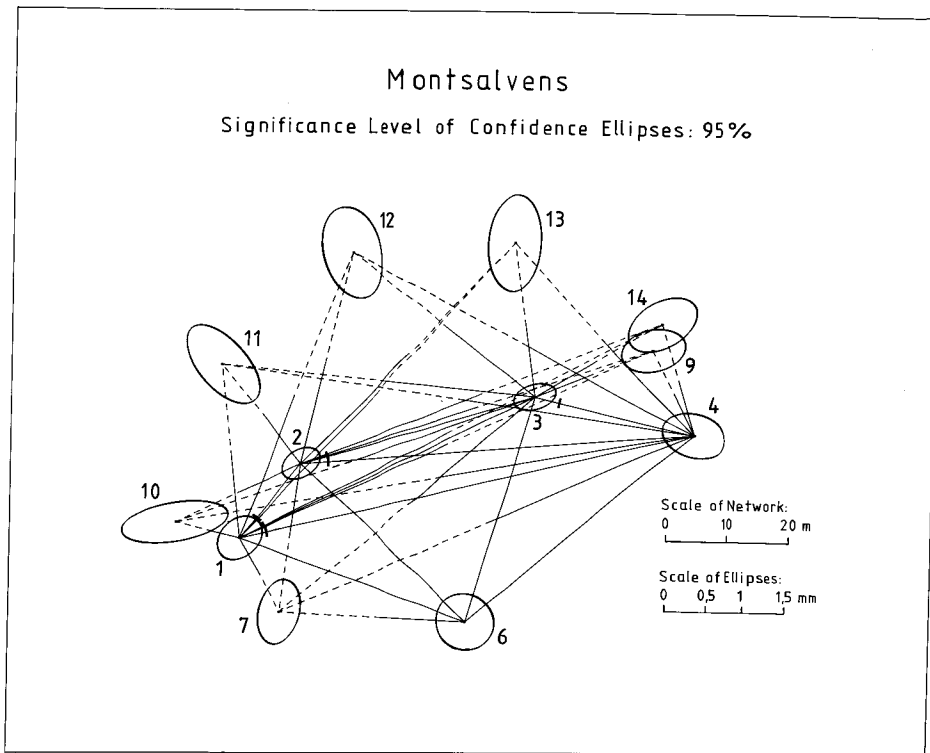 Montsalvens
Significance Level of Confidence Ellipses: 95%
12
13
14
11
9
3
4
2
10
1
7
6
Scale of Network:
0 10 20 m
Scale of Ellipses:
0 0,5 1 1,5 mm